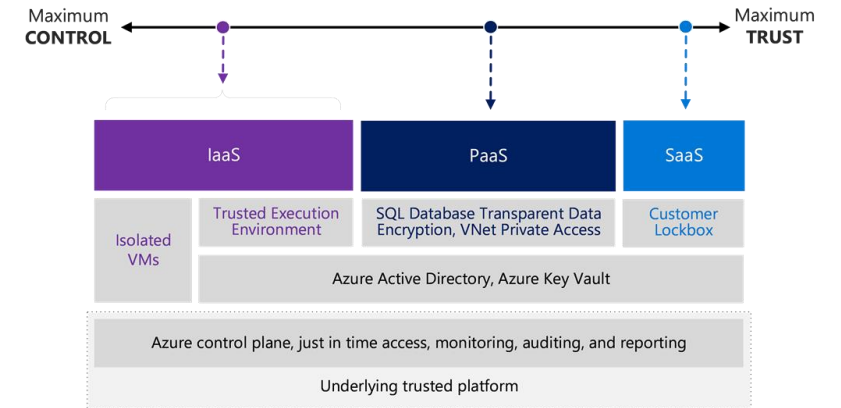 Maximum
CONTROL
Maximum
TRUST
IaaS
PaaS
SaaS
Isolated
VMs
Trusted Execution
Environment
SQL Database Transparent Data
Encryption, VNet Private Access
Customer
Lockbox
Azure Active Directory, Azure Key Vault
Azure control plane, just in time access, monitoring, auditing, and reporting
Underlying trusted platform